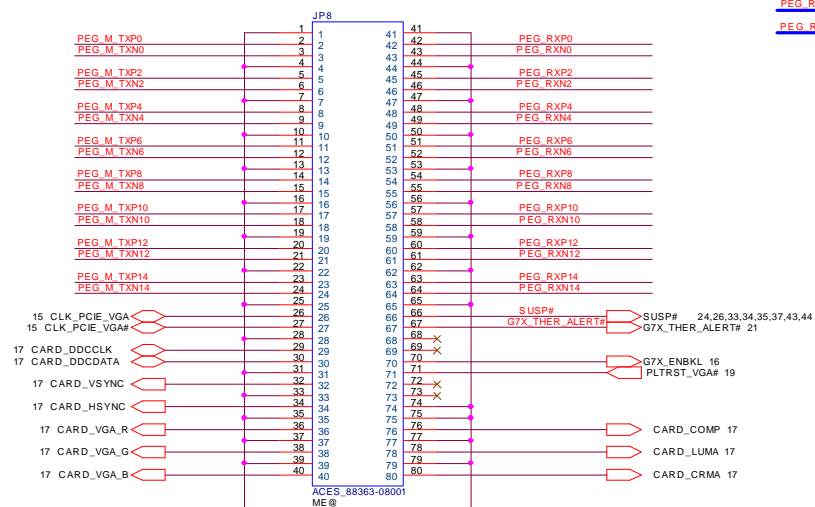 PEG_R
PEG_R
JP8
1 1 41 41
PEG_M_TXP0 2 2 42 42 PEG_RXP0
PEG_M_TXN0 3 3 43 43 PEG_RXN0
4 4 44 44
PEG_M_TXP2 5 5 45 45 PEG_RXP2
PEG_M_TXN2 6 6 46 46 PEG_RXN2
7 7 47 47
PEG_M_TXP4 8 8 48 48 PEG_RXP4
PEG_M_TXN4 9 9 49 49 PEG_RXN4
10 10 50 50
PEG_M_TXP6 11 11 51 51 PEG_RXP6
PEG_M_TXN6 12 12 52 52 PEG_RXN6
13 13 53 53
PEG_M_TXP8 14 14 54 54 PEG_RXP8
PEG_M_TXN8 15 15 55 55 PEG_RXN8
16 16 56 56
PEG_M_TXP10 17 17 57 57 PEG_RXP10
PEG_M_TXN10 18 18 58 58 PEG_RXN10
19 19 59 59
PEG_M_TXP12 20 20 60 60 PEG_RXP12
PEG_M_TXN12 21 21 61 61 PEG_RXN12
22 22 62 62
PEG_M_TXP14 23 23 63 63 PEG_RXP14
PEG_M_TXN14 24 24 64 64 PEG_RXN14
25 25 65 65
15 CLK_PCIE_VGA 26 26 66 66 SUSP# SUSP# 24,26,33,34,35,37,43,44
15 CLK_PCIE_VGA# 27 27 67 67 G7X_THER_ALERT# G7X_THER_ALERT# 21
28 28 68 68
17 CARD_DDCCLK 29 29 69 69
17 CARD_DDCDATA 30 30 70 70 G7X_ENBKL 16
31 31 71 71 PLTRST_VGA# 19
17 CARD_VSYNC 32 32 72 72
33 33 73 73
17 CARD_HSYNC 34 34 74 74
35 35 75 75
17 CARD_VGA_R 36 36 76 76 CARD_COMP 17
37 37 77 77
17 CARD_VGA_G 38 38 78 78 CARD_LUMA 17
39 39 79 79
17 CARD_VGA_B 40 40 80 80 CARD_CRMA 17
ACES_88363-08001
ME@